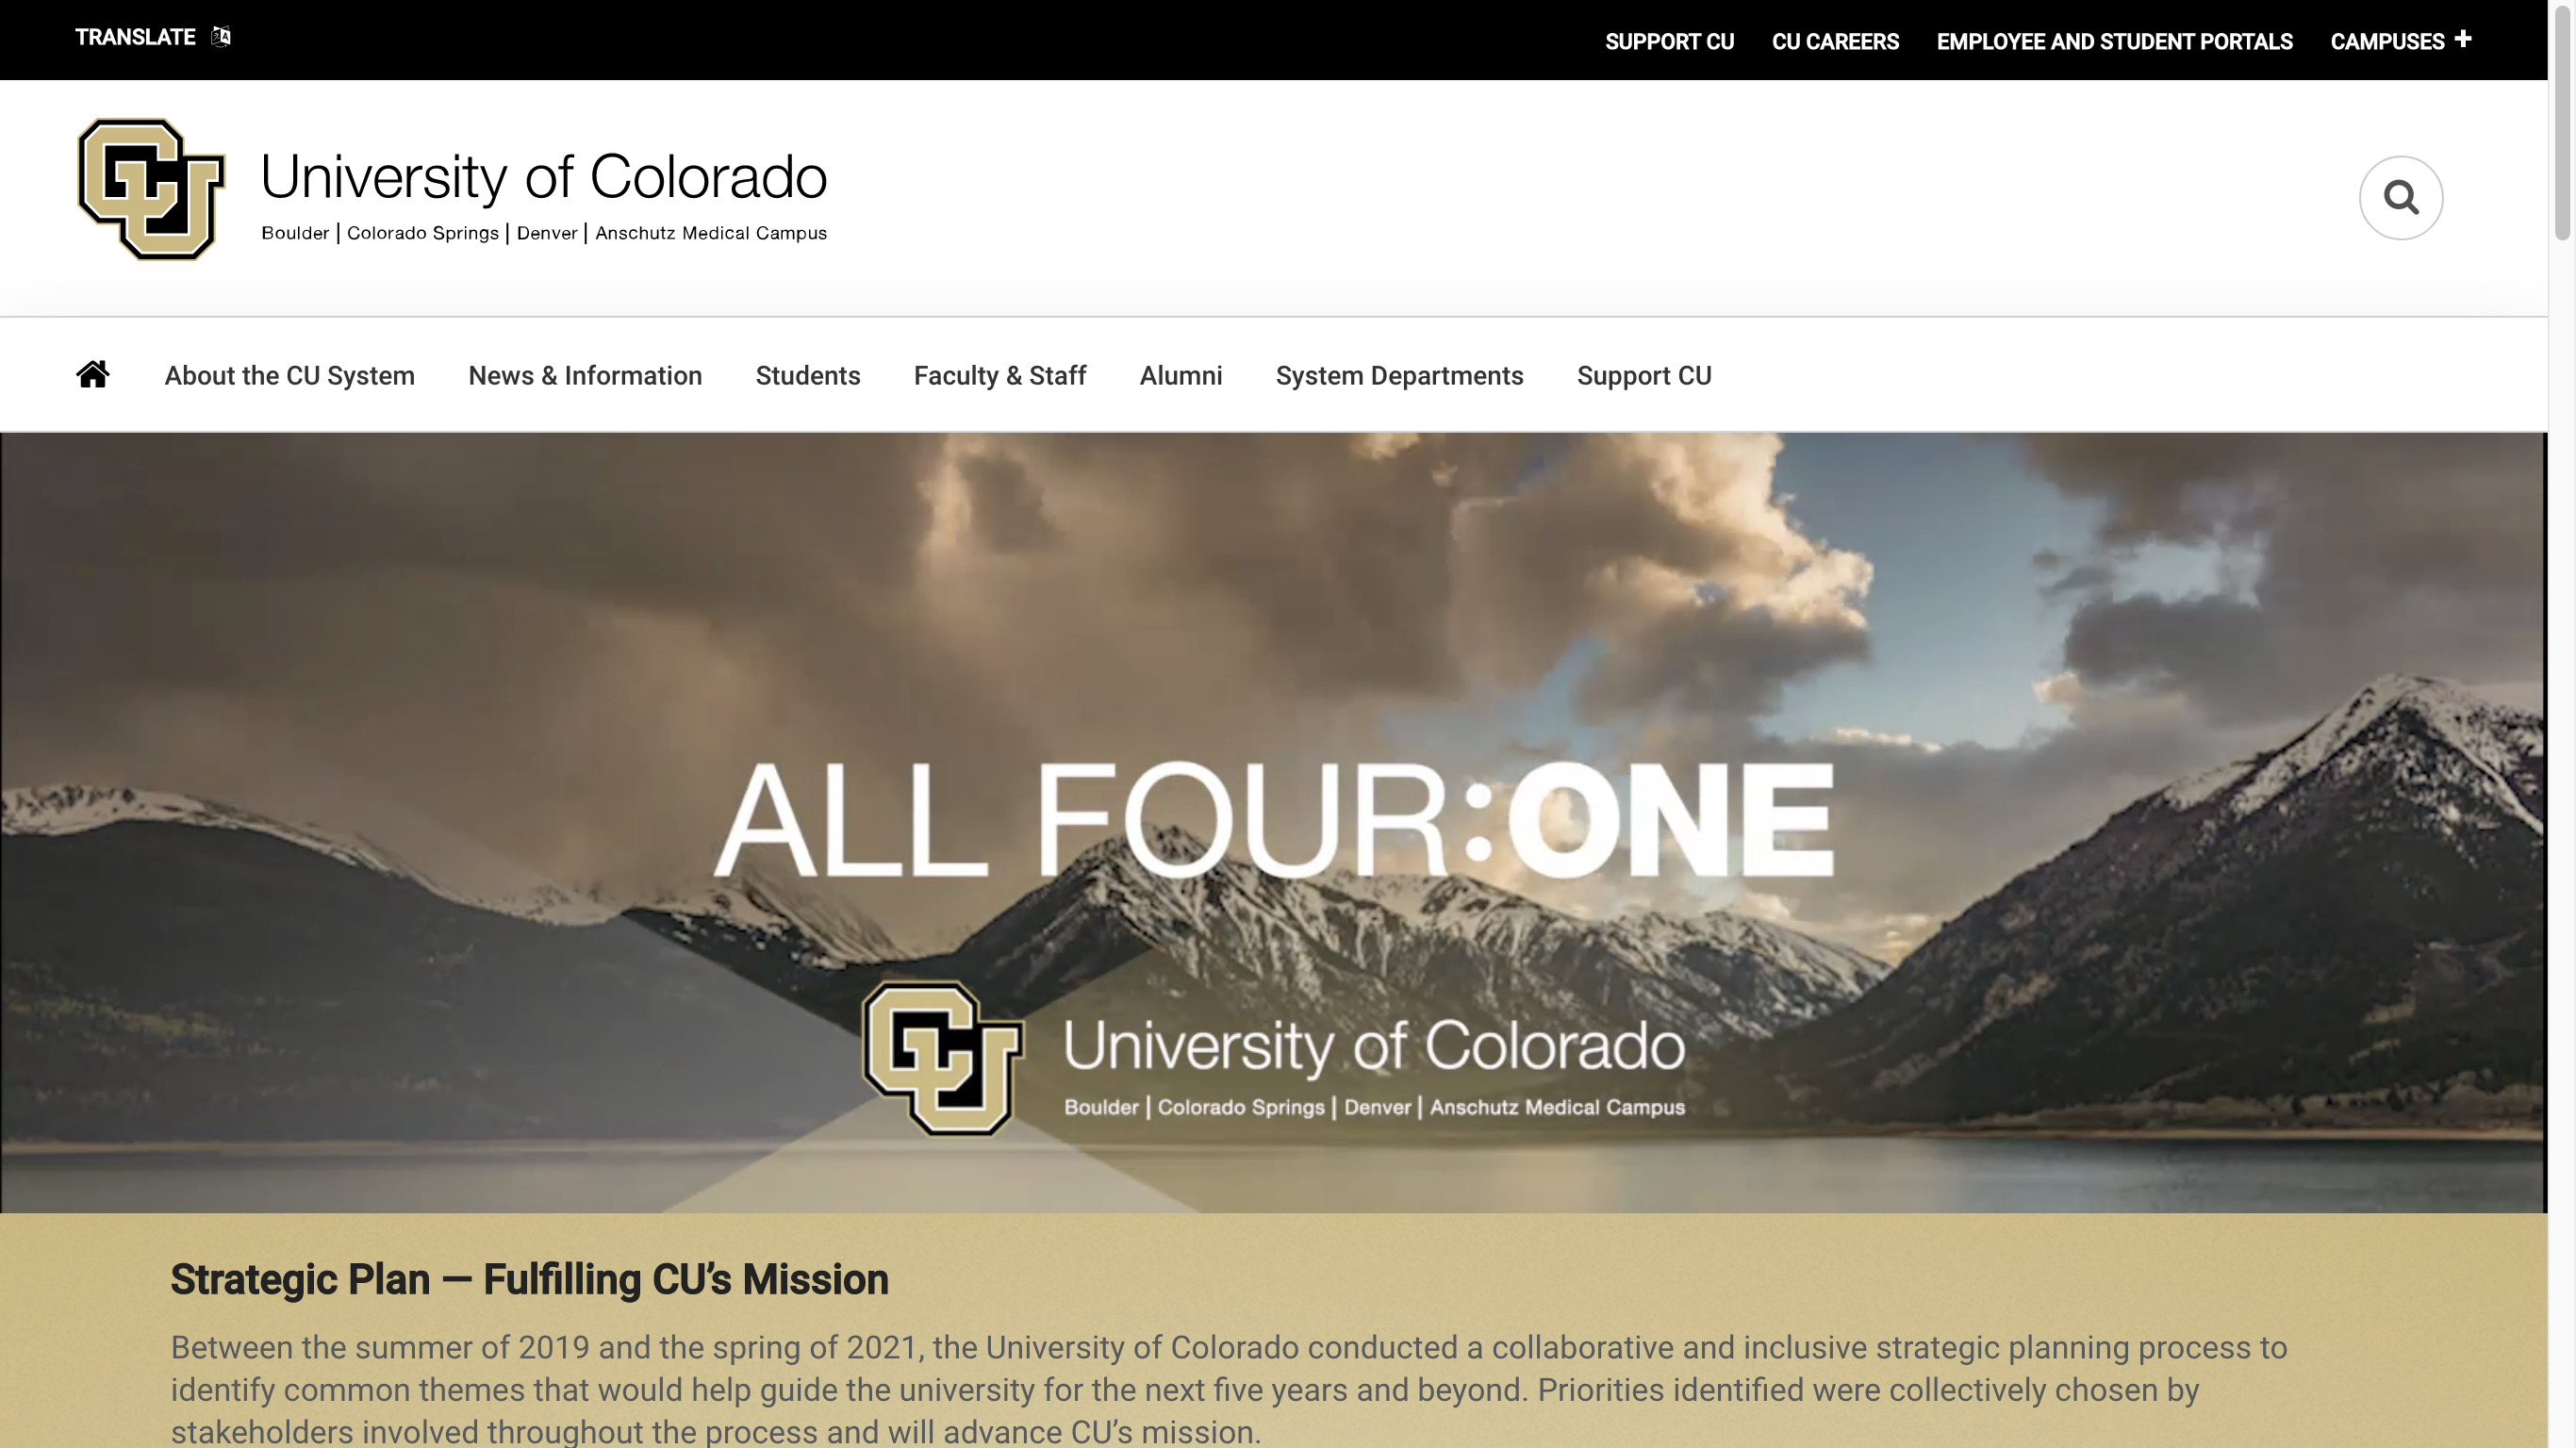 TRANSLATE
SUPPORT CU CU CAREERS EMPLOYEE AND STUDENT PORTALS CAMPUSES +
CU
University of Colorado
Boulder | Colorado Springs | Denver | Anschutz Medical Campus
About the CU System News & Information Students Faculty & Staff Alumni System Departments Support CU
ALL FOUR:ONE
CU
University of Colorado
Boulder | Colorado Springs | Denver | Anschutz Medical Campus
Strategic Plan — Fulfilling CU’s Mission
Between the summer of 2019 and the spring of 2021, the University of Colorado conducted a collaborative and inclusive strategic planning process to
identify common themes that would help guide the university for the next five years and beyond. Priorities identified were collectively chosen by
stakeholders involved throughout the process and will advance CU’s mission.